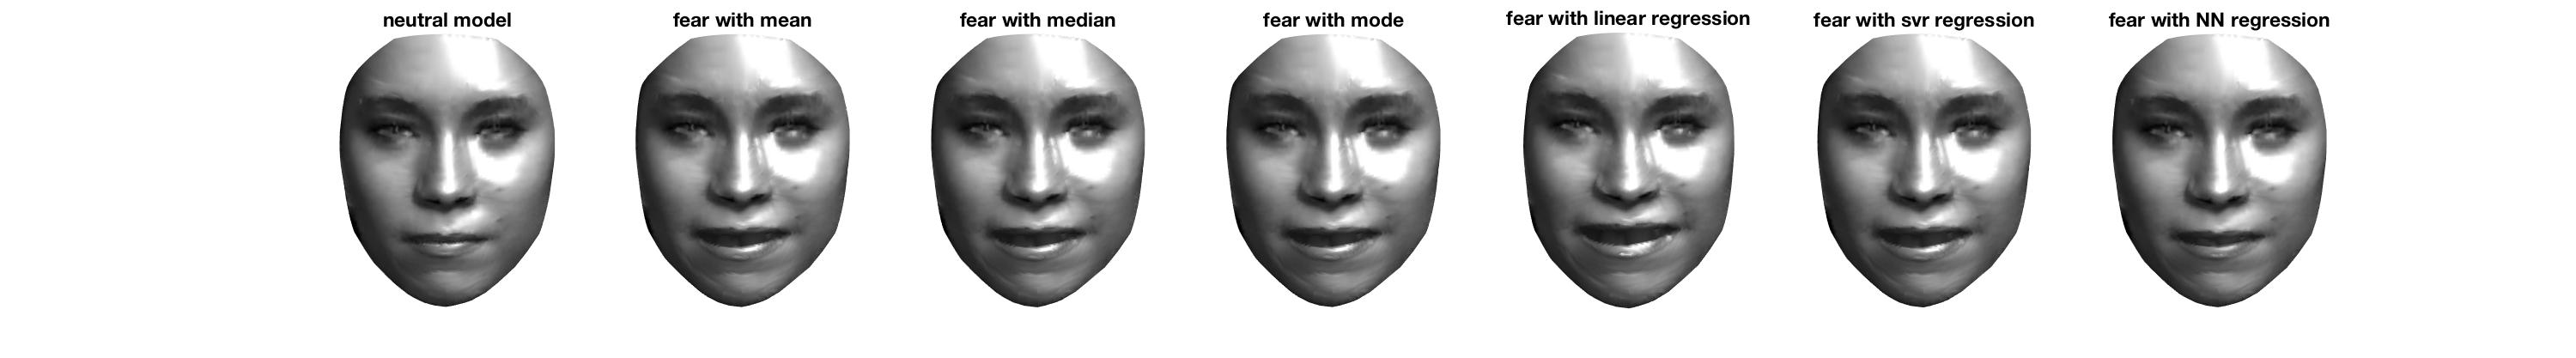 neutral model
fear with mean
fear with median
fear with mode
fear with linear regression
fear with svr regression
fear with NN regression